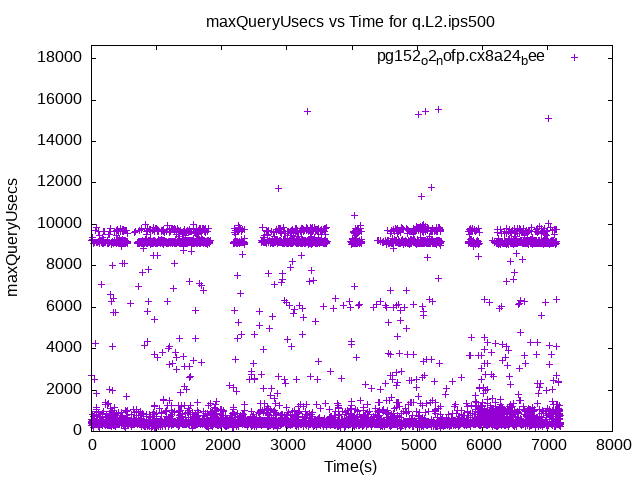 maxQueryUsecs vs Time for q.L2.ips500
pg152o2nofp.cx8a24bee
18000
16000
14000
12000
10000
8000
6000
4000
2000
0
maxQueryUsecs
0 1000 2000 3000 4000 5000 6000 7000 8000
Time(s)